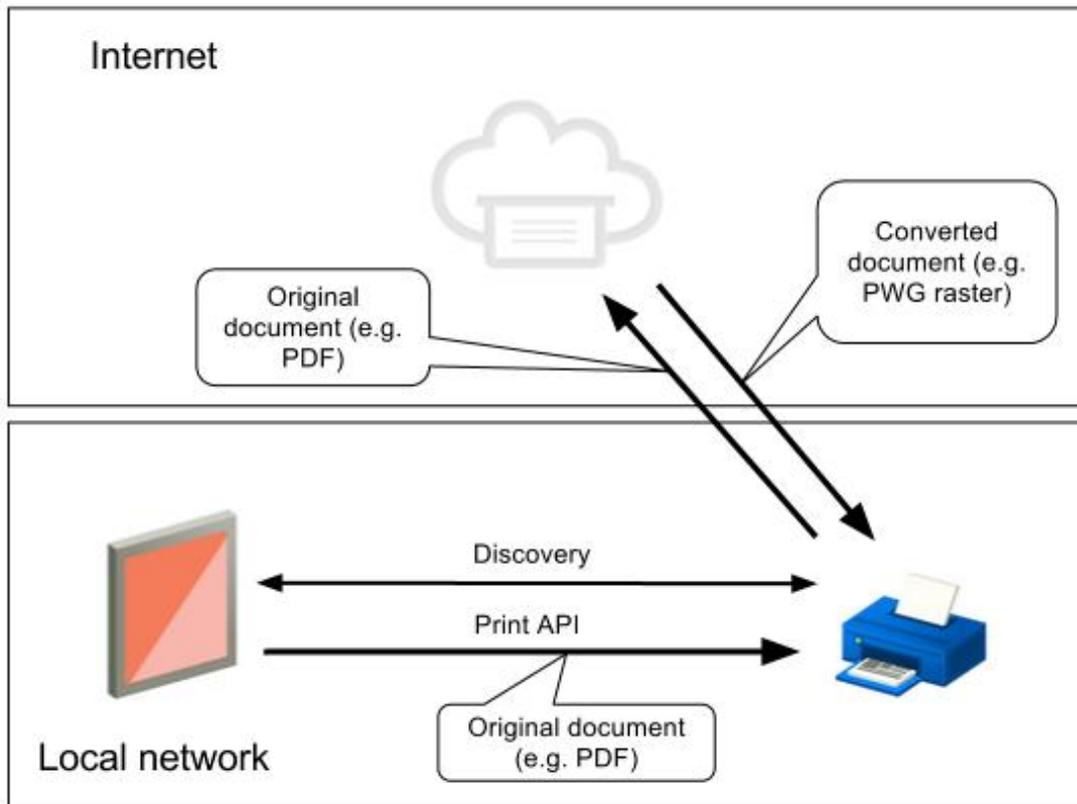 Internet
Converted
document (e.g.
PWG raster)
Original
document (e.g.
PDF)
Discovery
Print API
Original document
(e.g. PDF)
Local network